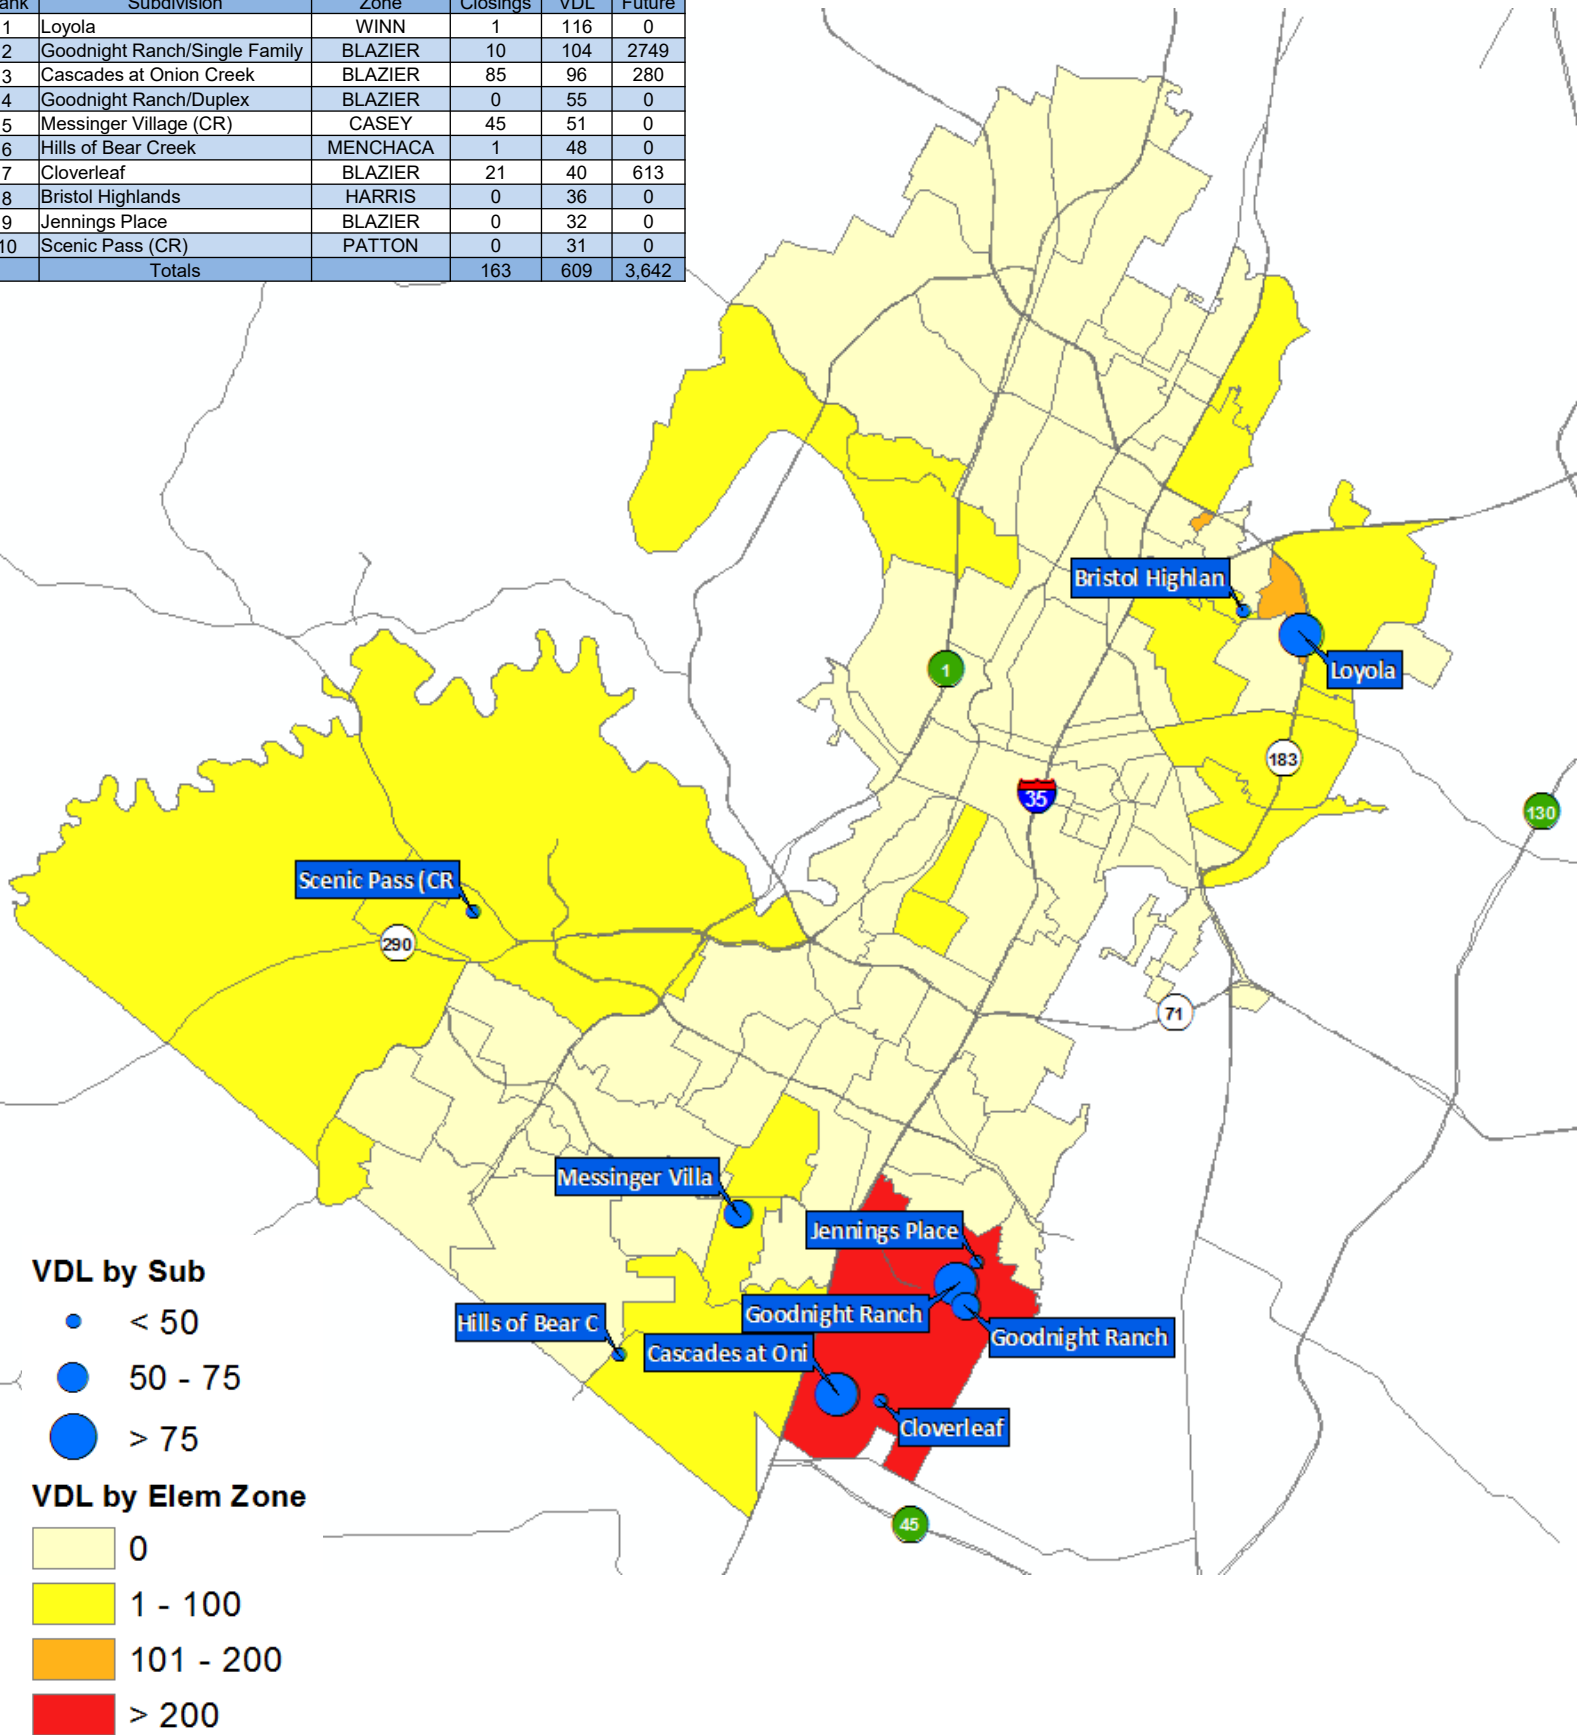 ank Subdivision Zone Closings VDL Future
1 Loyola WINN 1 116 0
2 Goodnight Ranch/Single Family BLAZIER 10 104 2749
3 Cascades at Onion Creek BLAZIER 85 96 280
4 Goodnight Ranch/Duplex BLAZIER 0 55 0
5 Messinger Village (CR) CASEY 45 51 0
6 Hills of Bear Creek MENCHACA 1 48 0
7 Cloverleaf BLAZIER 21 40 613
8 Bristol Highlands HARRIS 0 36 0
9 Jennings Place BLAZIER 0 32 0
10 Scenic Pass (CR) PATTON 0 31 0
Totals 163 609 3,642
Bristol Highlan
1
Loyola
183
35
130
Scenic Pass (CR
290
71
Messinger Villa
Jennings Place
Goodnight Ranch
Hills of Bear C
Goodnight Ranch
Cascades at Oni
Cloverleaf
45
VDL by Sub
< 50
50 - 75
> 75
VDL by Elem Zone
0
1 - 100
101 - 200
> 200